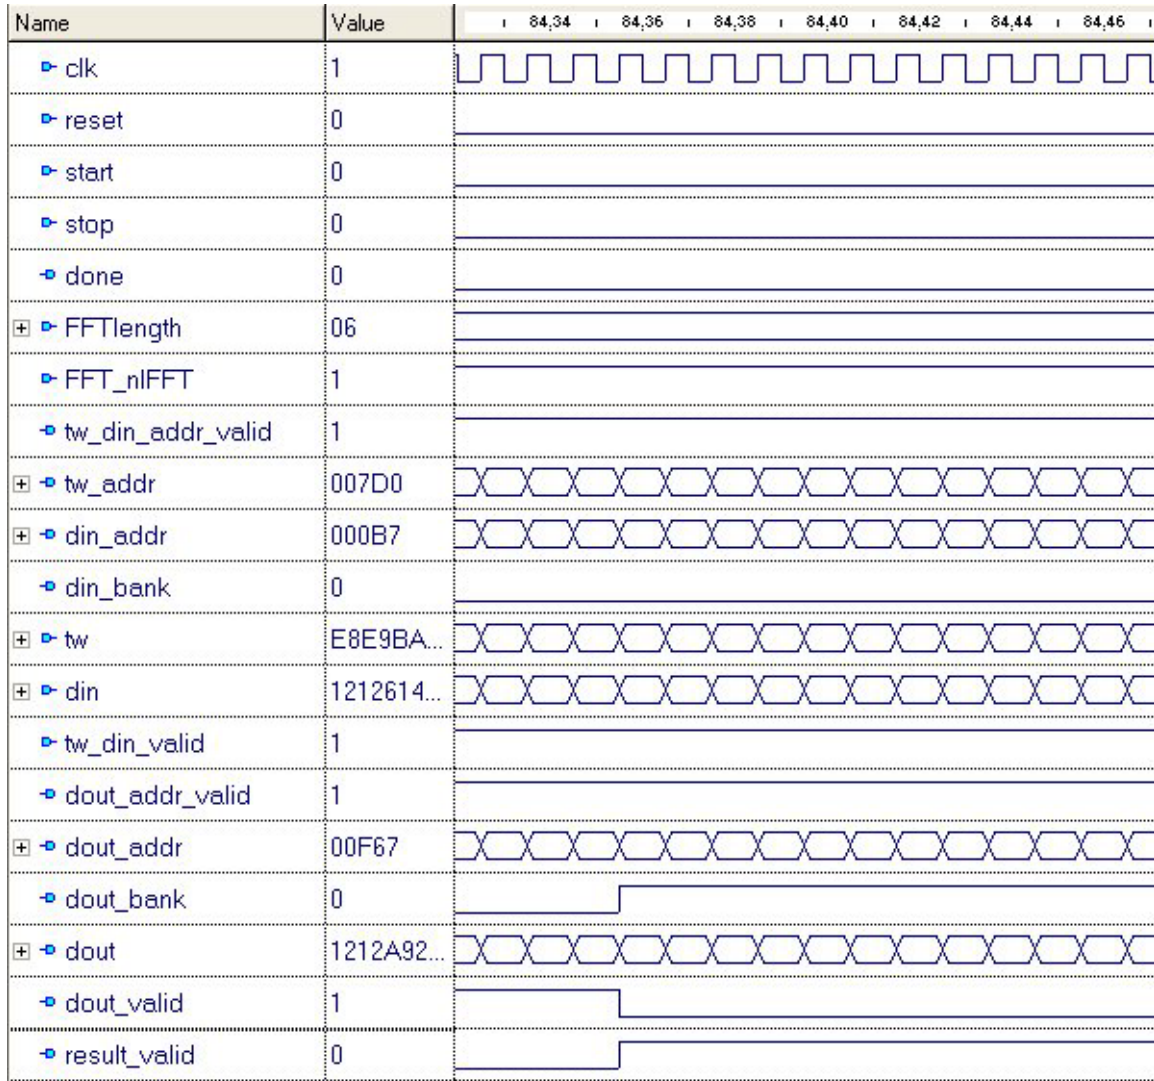 Name Value 84,34 84,36 84,38 84,40 84,42 84,44 84,46
clk 1
reset 0
start 0
stop 0
done 0
FFTlength 06
FFT_nIFFT 1
tw_din_addr_valid 1
tw_addr 007D0
din_addr 000B7
din_bank 0
tw E8E9BA...
din 1212614...
tw_din_valid 1
dout_addr_valid 1
dout_addr 00F67
dout_bank 0
dout 1212A92...
dout_valid 1
result_valid 0